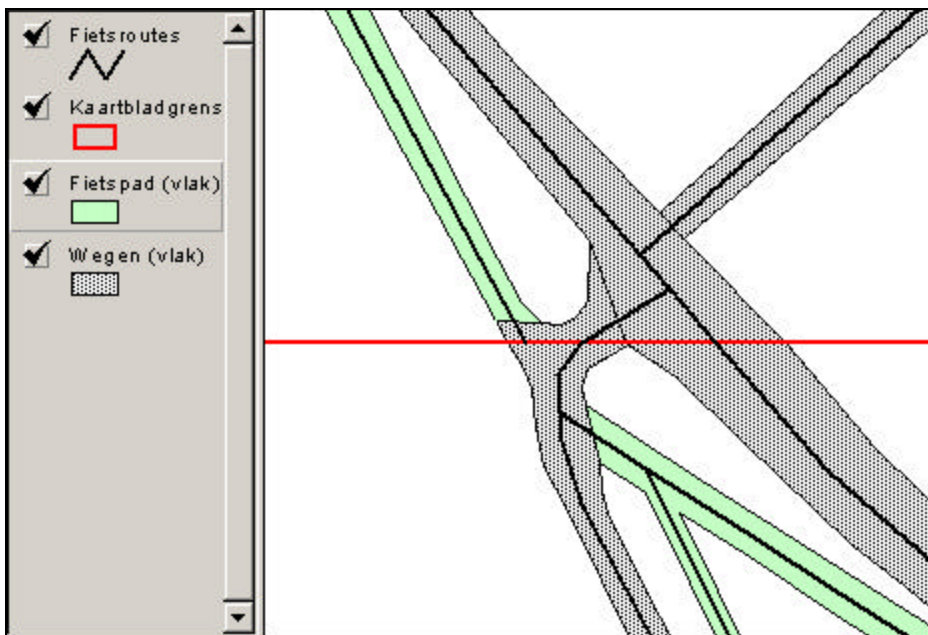 Fietsroutes
Kaartbladgrens
Fietspad (vlak)
Wegen (vlak)